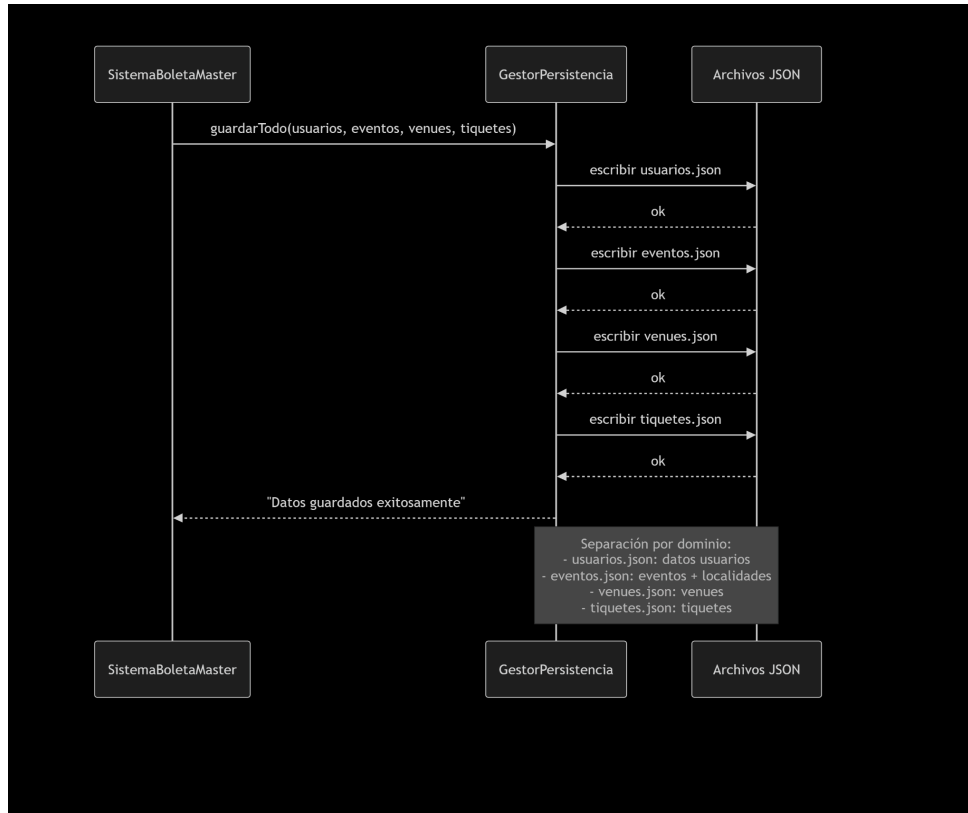 SistemaBoletaMaster
GestorPersistencia
Archivos JSON
guardarTodo(usuarios, eventos, venues, tiquetes)
escribir usuarios.json
ok
escribir eventos.json
ok
escribir venues.json
ok
escribir tiquetes.json
ok
"Datos guardados exitosamente"
Separación por dominio:
- usuarios.json: datos usuarios
- eventos.json: eventos + localidades
- venues.json: venues
- tiquetes.json: tiquetes
SistemaBoletaMaster
GestorPersistencia
Archivos JSON